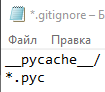 *.gitignore – Б
Файл Правка
__pycache__/
*.pyc